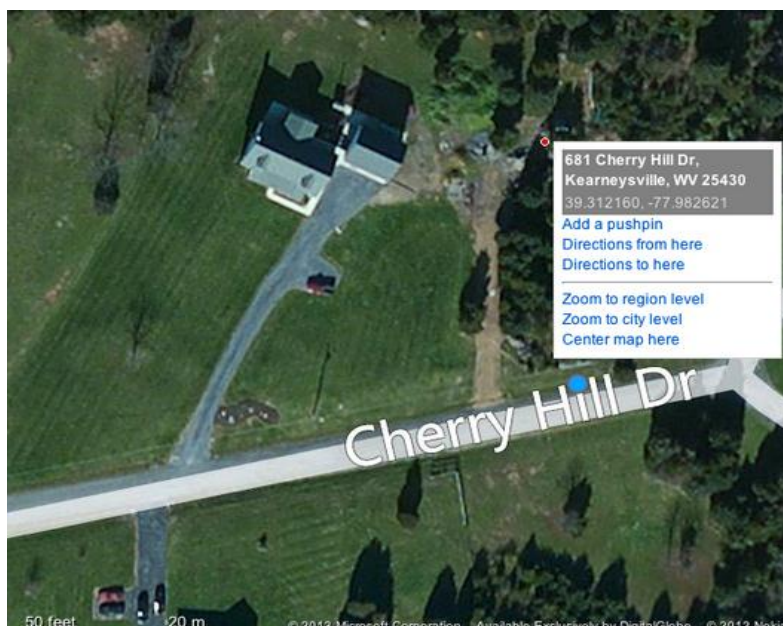 681 Cherry Hill Dr,
Kearneysville, WV 25430
39.312160, -77.982621
Add a pushpin
Directions from here
Directions to here
Zoom to region level
Zoom to city level
Center map here
Cherry Hill Dr
50 feet 20 m © 2013 Microsoft Corporation Available Exclusively by DigitalGlobe